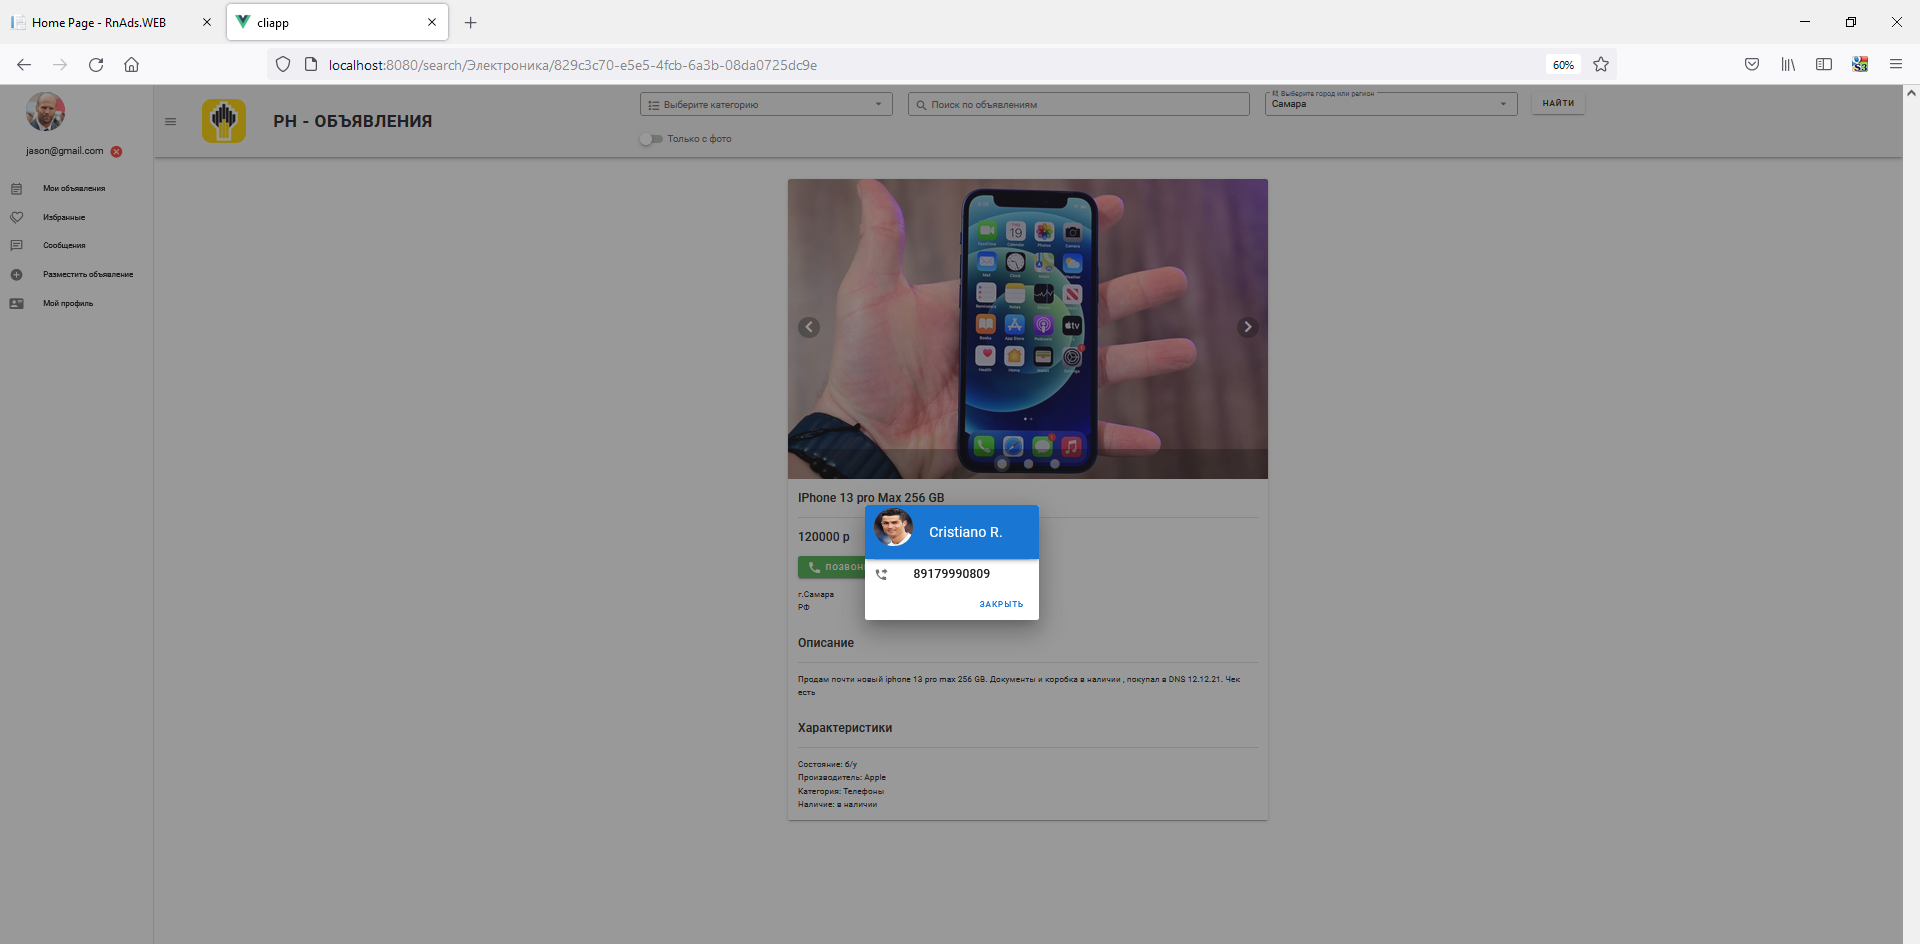 Home Page - RnAds.WEB
cliapp
localhost:8080/search/Электроника/829c3c70-e5e5-4fcb-6a3b-08da0725dc9e
60%
jason@gmail.com
Мои объявления
Избранные
Сообщения
Разместить объявление
Мой профиль
РН - ОБЪЯВЛЕНИЯ
Выберите категорию
Поиск по объявлениям
Выберите город или регион
Самара
НАЙТИ
Только с фото
19
tv
IPhone 13 pro Max 256 GB
120000 р
ПОЗВОН
г.Самара
РФ
Cristiano R.
89179990809
ЗАКРЫТЬ
Описание
Продам почти новый iphone 13 pro max 256 GB. Документы и коробка в наличии , покупал в DNS 12.12.21. Чек
есть
Характеристики
Состояние: б/у
Производитель: Apple
Категория: Телефоны
Наличие: в наличии